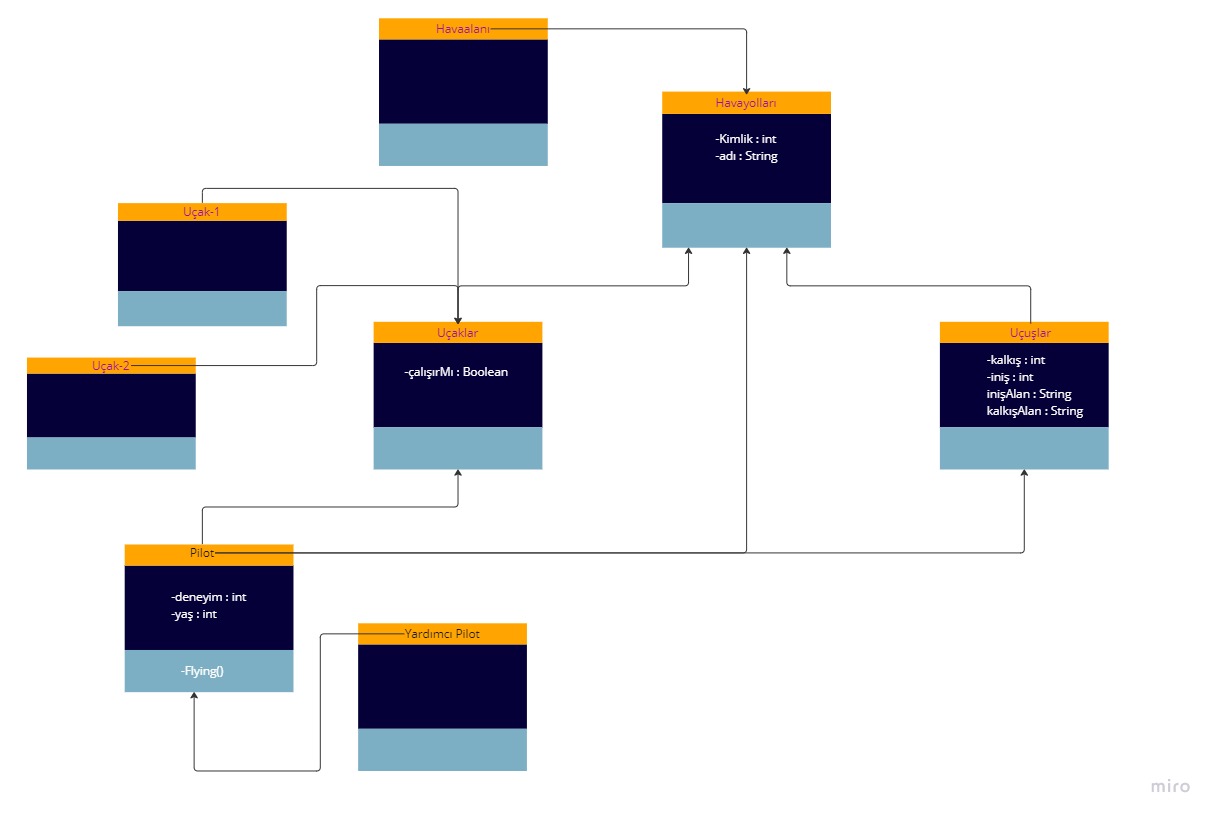 Havaalanı
Havayolları
-Kimlik : int
-adı : String
Uçak-1
Uçak-2
Uçaklar
-çalışırMı : Boolean
Uçuşlar
-kalkış : int
-iniş : int
inişAlan : String
kalkışAlan : String
Pilot
-deneyim : int
-yaş : int
-Flying()
Yardımcı Pilot
miro